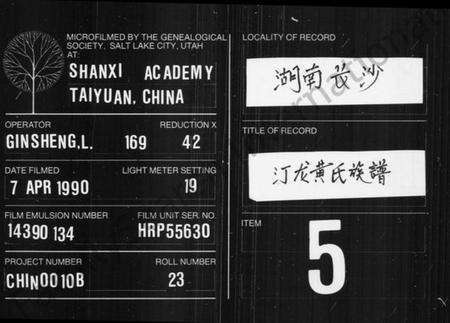 MICROFILMED BY THE GENEALOGICAL
SOCIETY. SALT LAKE CITY, UTAH
AT:
SHANXI ACADEMY
TAIYUAN, CHINA
OPERATOR REDUCTION X
GINSHENG,L. 169 42
DATE FILMED LIGHT METER SETTING
7 APR 1990 19
FILM EMULSION NUMBER FILM UNIT SER. NO.
14390 134 HRP55630
PROJECT NUMBER ROLL NUMBER
CHIN0010B 23
LOCALITY OF RECORD
湖南长沙
TITLE OF RECORD
汀龙黄氏族譜
ITEM
5